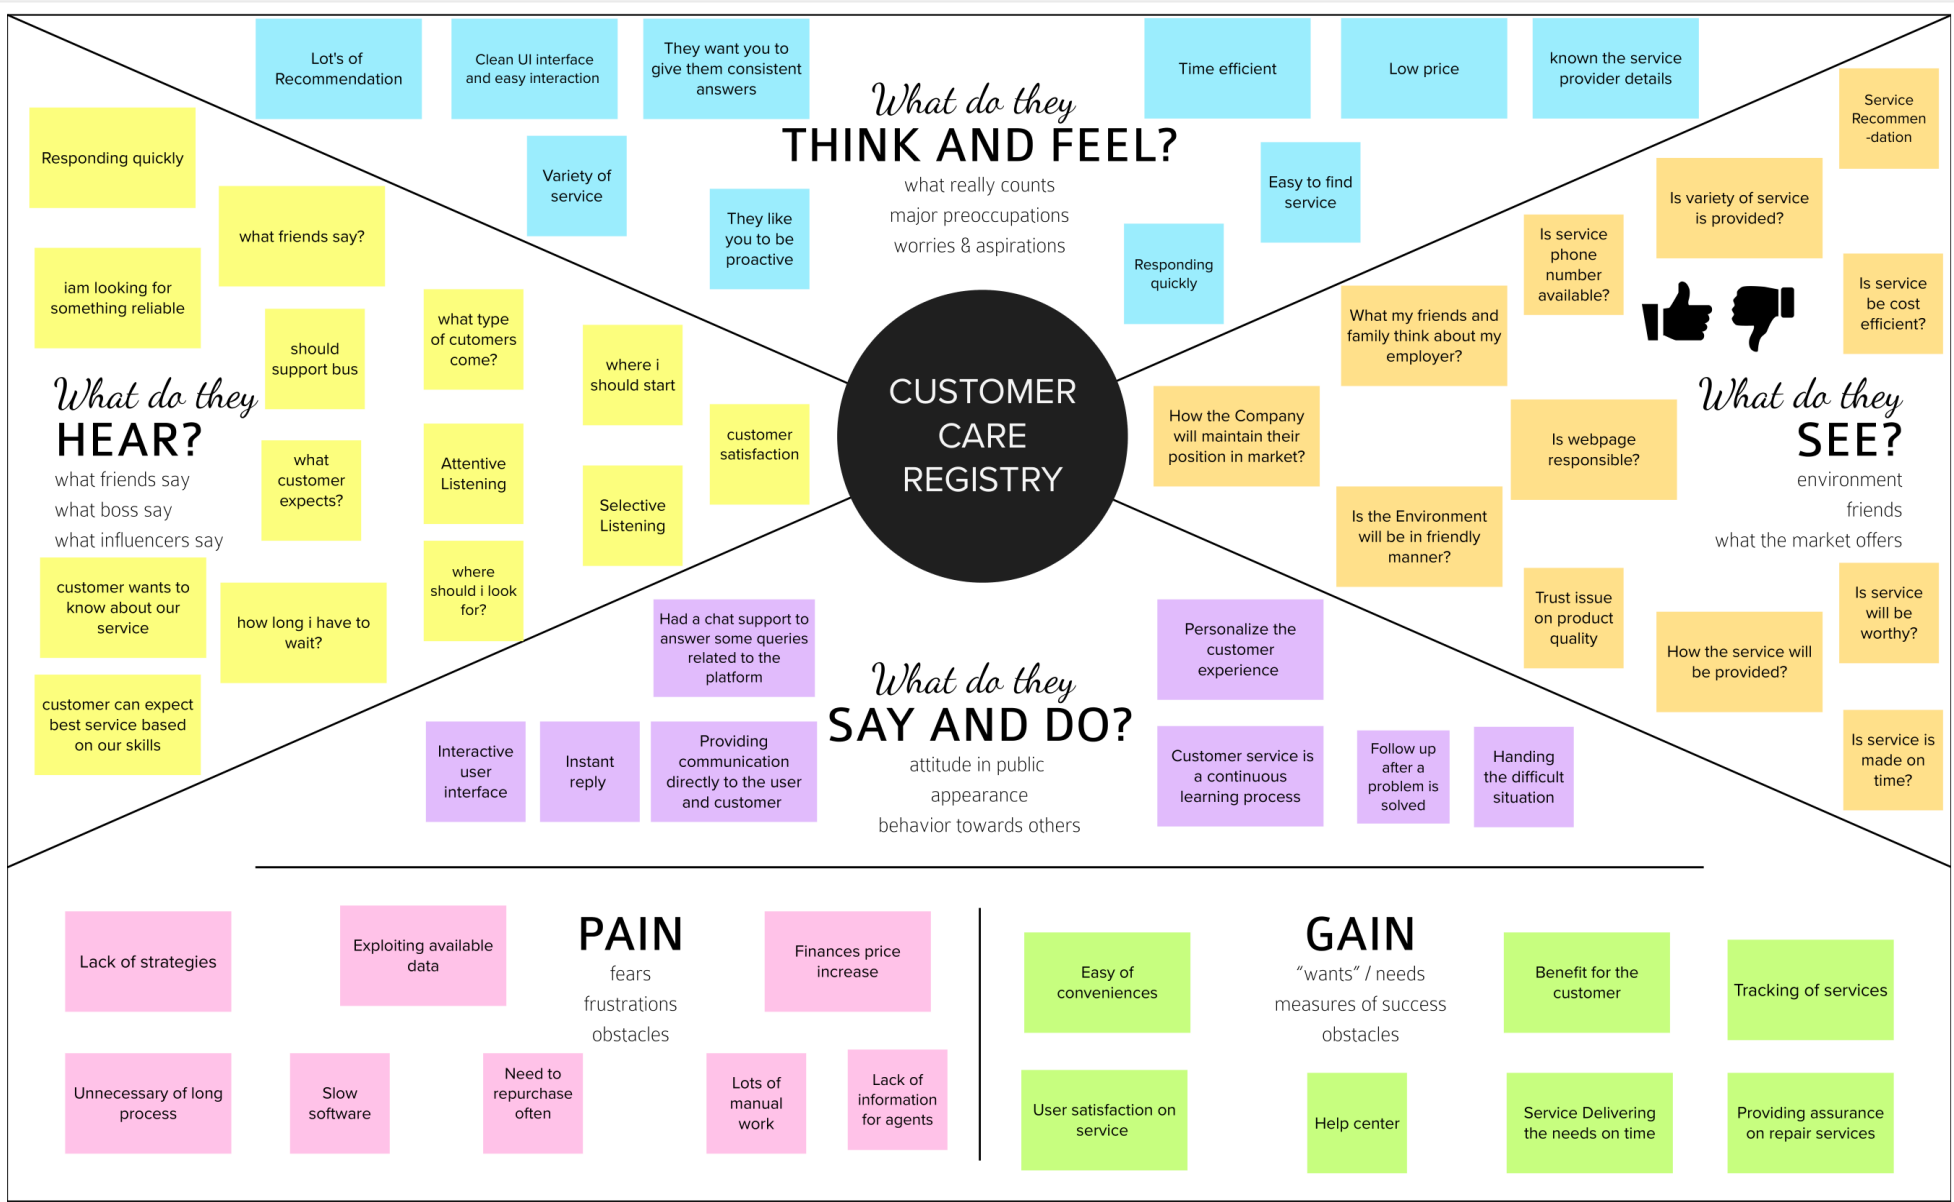 Lot's of
Recommendation
Clean UI interface
and easy interaction
They want you to
give them consistent
answers
Time efficient
Low price
known the service
provider details
Variety of
service
They like
you to be
proactive
What do they
THINK AND FEEL?
what really counts
major preoccupations
worries & aspirations
Easy to find
service
Responding
quickly
Responding quickly
what friends say?
iam looking for
something reliable
should
support bus
what type
of cutomers
come?
where i
should start
customer
satisfaction
What do they
HEAR?
what friends say
what boss say
what influencers say
what
customer
expects?
Attentive
Listening
Selective
Listening
customer wants to
know about our
service
how long i have to
wait?
where
should i look
for?
customer can expect
best service based
on our skills
CUSTOMER
CARE
REGISTRY
Service
Recommen
-dation
Is variety of service
is provided?
Is service
phone
number
available?
Is service
be cost
efficient?
What my friends and
family think about my
employer?
How the Company
will maintain their
position in market?
Is webpage
responsible?
What do they
SEE?
environment
friends
what the market offers
Is the Environment
will be in friendly
manner?
Trust issue
on product
quality
How the service will
be provided?
Is service
will be
worthy?
Is service is
made on
time?
Had a chat support to
answer some queries
related to the
platform
Interactive
user
interface
Instant
reply
Providing
communication
directly to the user
and customer
What do they
SAY AND DO?
attitude in public
appearance
behavior towards others
Personalize the
customer
experience
Customer service is
a continuous
learning process
Follow up
after a
problem is
solved
Handing
the difficult
situation
Lack of strategies
Exploiting available
data
PAIN
fears
frustrations
obstacles
Finances price
increase
Unnecessary of long
process
Slow
software
Need to
repurchase
often
Lots of
manual
work
Lack of
information
for agents
Easy of
conveniences
GAIN
“wants” / needs
measures of success
obstacles
Benefit for the
customer
Tracking of services
User satisfaction on
service
Help center
Service Delivering
the needs on time
Providing assurance
on repair services